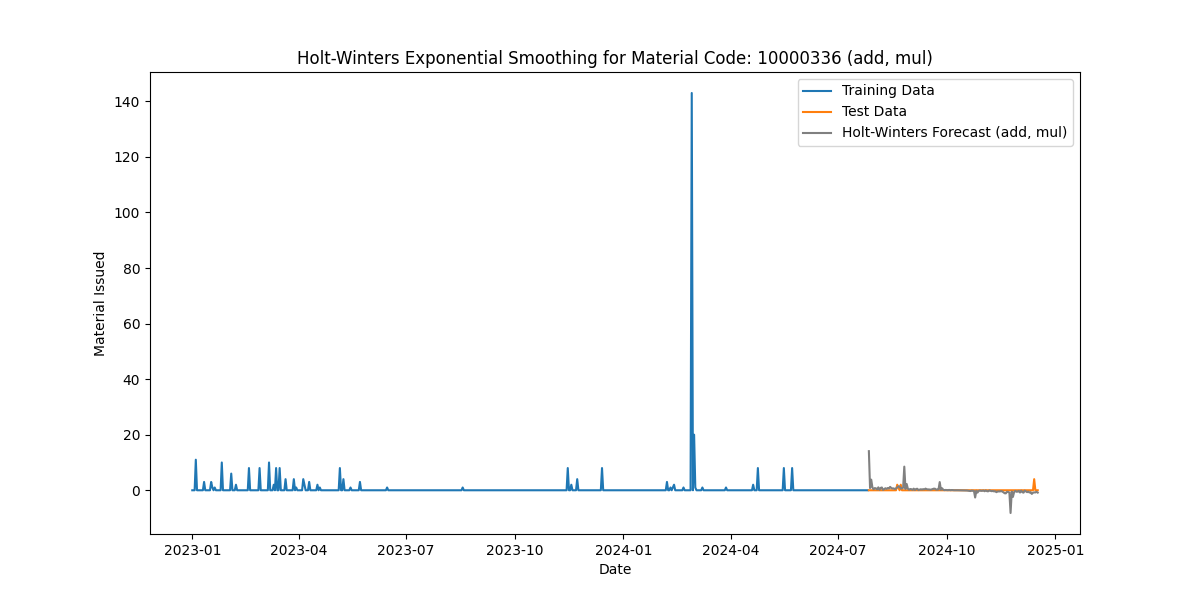 Holt-Winters Exponential Smoothing for Material Code: 10000336 (add, mul)
Training Data
Test Data
Holt-Winters Forecast (add, mul)
Material Issued
140
120
100
80
60
40
20
0
2023-01 2023-04 2023-07 2023-10 2024-01 2024-04 2024-07 2024-10 2025-01
Date